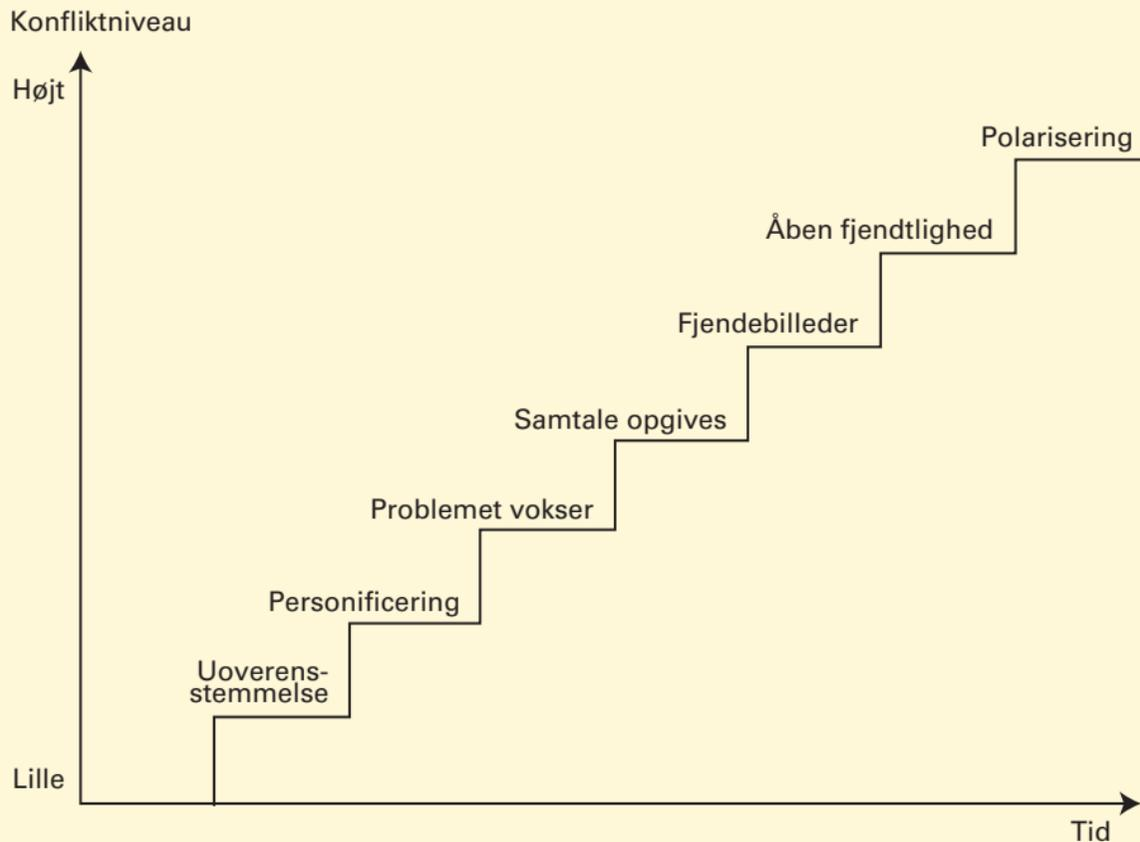 Konfliktniveau
Højt
Polarisering
Åben fjendtlighed
Fjendebilleder
Samtale opgives
Problemet vokser
Personificering
Uoverens-
stemmelse
Lille
Tid